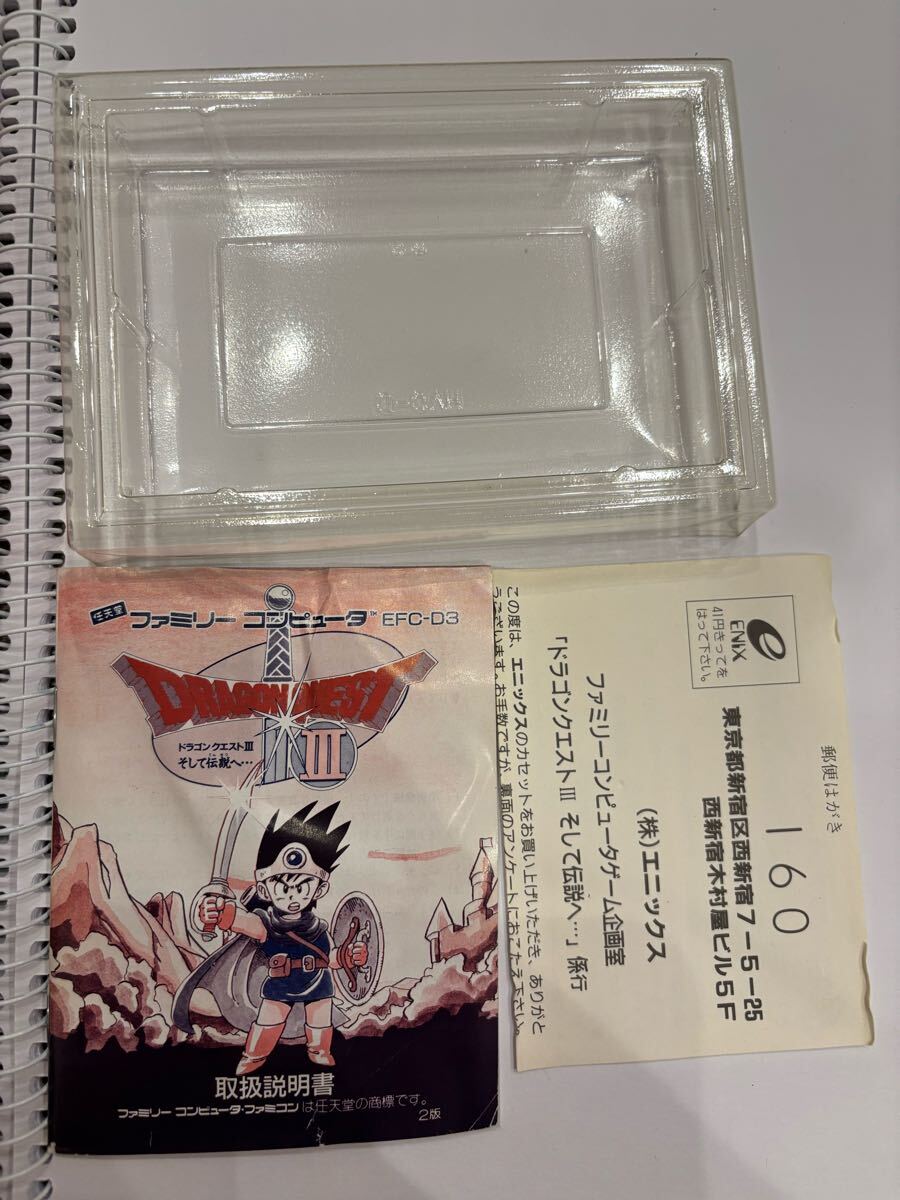 任天堂 ファミリー コンピュータ™ EFC-D3
DRAGON QUEST
III
ドラゴンクエストIII
そして伝説へ…
取扱説明書
ファミリー コンピュータ・ファミコンは任天堂の商標です。
2版
ENIX
41円きってを
はって下さい。
郵便はがき
160
東京都新宿区西新宿7-5-25
西新宿木村屋ビル5F
(株)エニックス
ファミリーコンピュータゲーム企画室
「ドラゴンクエストIII そして伝説へ…」係行
この度は、エニックスのカセットをお買い上げいただき、ありがと
うございます。お手数ですが、裏面のアンケートにおこたえ下さい。